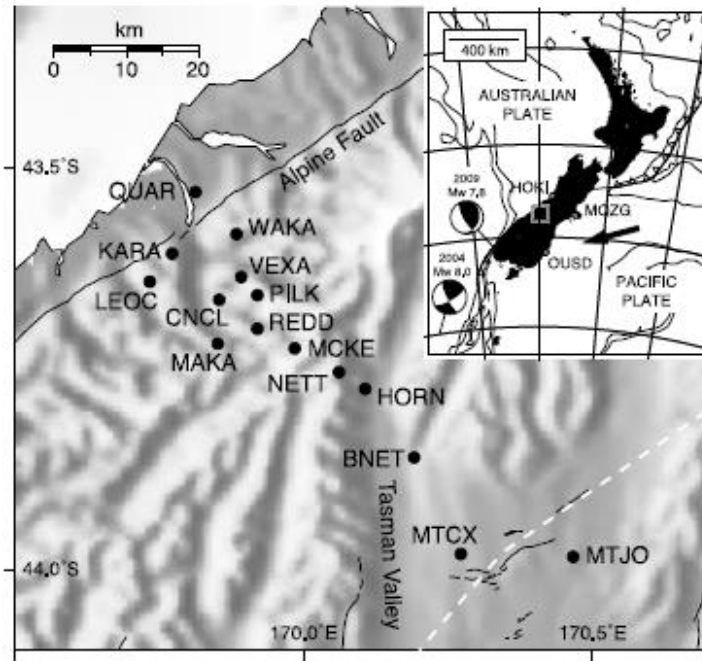 km
0 10 20
400 km
AUSTRALIAN
PLATE
2009
Mw 7.8
HOKI
MCZG
OUSD
2004
Mw 8.0
PACIFIC
PLATE
43.5°S
Alpine Fault
QUAR
WAKA
KARA
VEXA
LEOC
PILK
CNCL
REDD
MAKA
MCKE
NETT
HORN
BNET
Tasman Valley
MTCX
MTJO
44.0°S
170.0°E
170.5°E